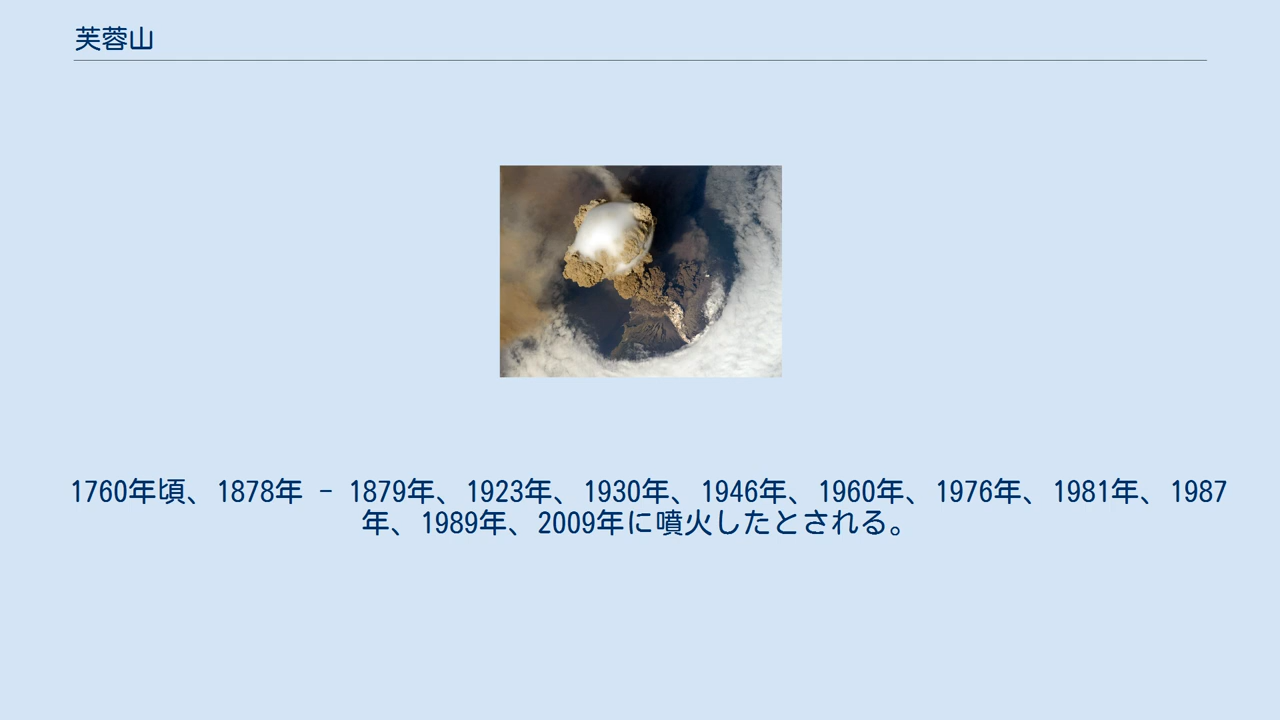 芙蓉山
1760年頃、1878年 - 1879年、1923年、1930年、1946年、1960年、1976年、1981年、1987
年、1989年、2009年に噴火したとされる。